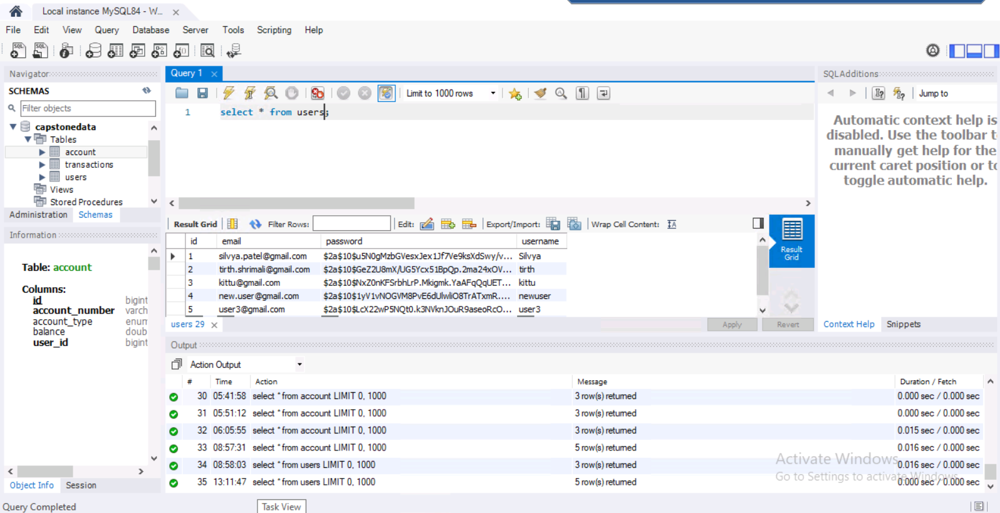 Local instance MySQL84 - W...
File Edit View Query Database Server Tools Scripting Help
Navigator
SCHEMAS
Filter objects
capstonedata
Tables
account
transactions
users
Views
Stored Procedures
Administration Schemas
Information
Table: account
Columns:
id bigint
account_number varch
account_type enum
balance doub
user_id bigint
Object Info Session
Query 1
Limit to 1000 rows
1 select * from users;
Result Grid Filter Rows: Edit: Export/Import: Wrap Cell Content:
id email password username
1 silvya.patel@gmail.com $2a$10$u5N0gMzbGVesxJex1Jf7Ve9ksXdSwy/v... Silvya
2 tirth.shrimali@gmail.com $2a$10$GeZ2U8mX/UG5Ycx51BpQp.2ma24xOV... tirth
3 kittu@gmail.com $2a$10$NxZ0nKFSrbhLrP.Mkigmk.YaAFqQqUET... kittu
4 new.user@gmail.com $2a$10$1yV1vNOGVM8PvE6dUlwliO8TrATxmR.... newuser
5 user3@gmail.com $2a$10$LcX22wP5NQt0.k3NVknJOuR9aseoRcO... user3
Result
Grid
users 29 Apply Revert
SQLAdditions
Jump to
Automatic context help is
disabled. Use the toolbar t
manually get help for the
current caret position or to
toggle automatic help.
Context Help Snippets
Output
Action Output
# Time Action Message Duration / Fetch
30 05:41:58 select * from account LIMIT 0, 1000 3 row(s) returned 0.000 sec / 0.000 sec
31 05:51:12 select * from account LIMIT 0, 1000 3 row(s) returned 0.000 sec / 0.000 sec
32 06:05:55 select * from account LIMIT 0, 1000 3 row(s) returned 0.015 sec / 0.000 sec
33 08:57:31 select * from account LIMIT 0, 1000 5 row(s) returned 0.016 sec / 0.000 sec
34 08:58:03 select * from users LIMIT 0, 1000 3 row(s) returned 0.016 sec / 0.000 sec
35 13:11:47 select * from users LIMIT 0, 1000 5 row(s) returned 0.000 sec / 0.000 sec
Activate Windows
Go to Settings to activate Windows.
Query Completed
Task View